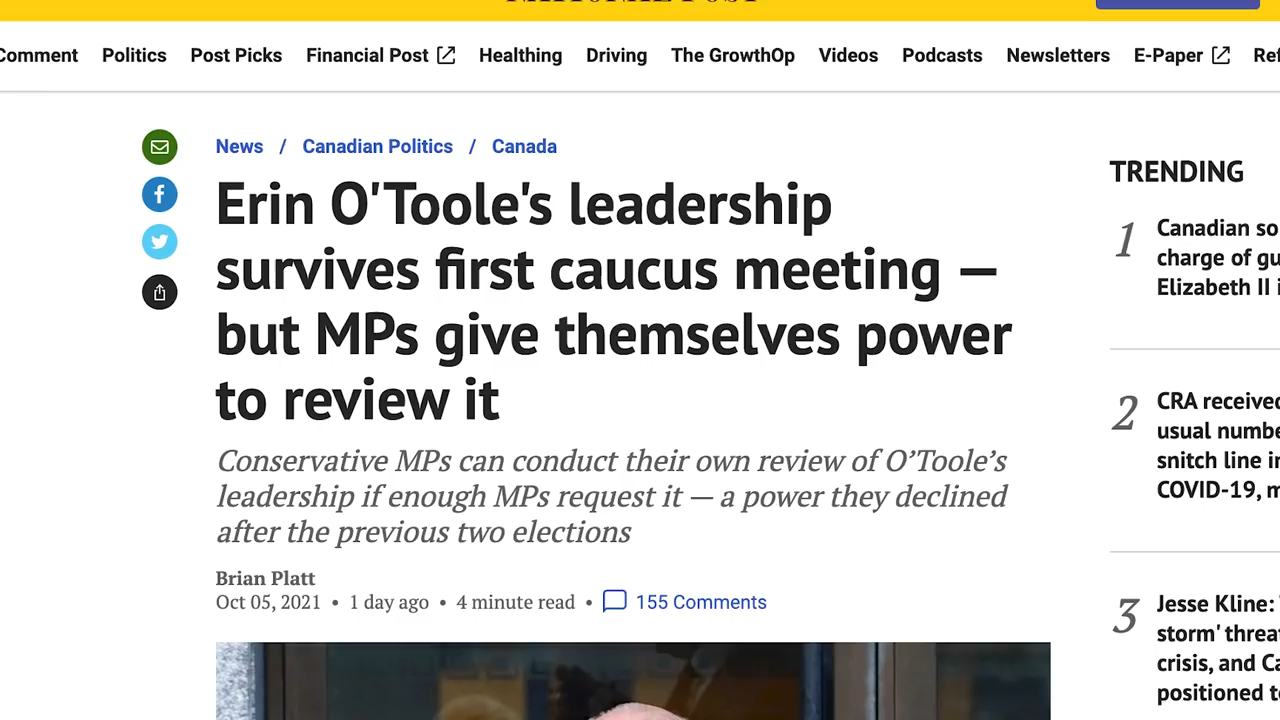 NATIONAL POST
Comment Politics Post Picks Financial Post Healthing Driving The GrowthOp Videos Podcasts Newsletters E-Paper
News / Canadian Politics / Canada
Erin O'Toole's leadership
survives first caucus meeting —
but MPs give themselves power
to review it
Conservative MPs can conduct their own review of O’Toole’s
leadership if enough MPs request it — a power they declined
after the previous two elections
Brian Platt
Oct 05, 2021 • 1 day ago • 4 minute read • 155 Comments
TRENDING
1 Canadian
charge of
Elizabeth II
2 CRA received
usual
snitch line
COVID-19,
3 Jesse Kline:
storm'
crisis, and
positioned